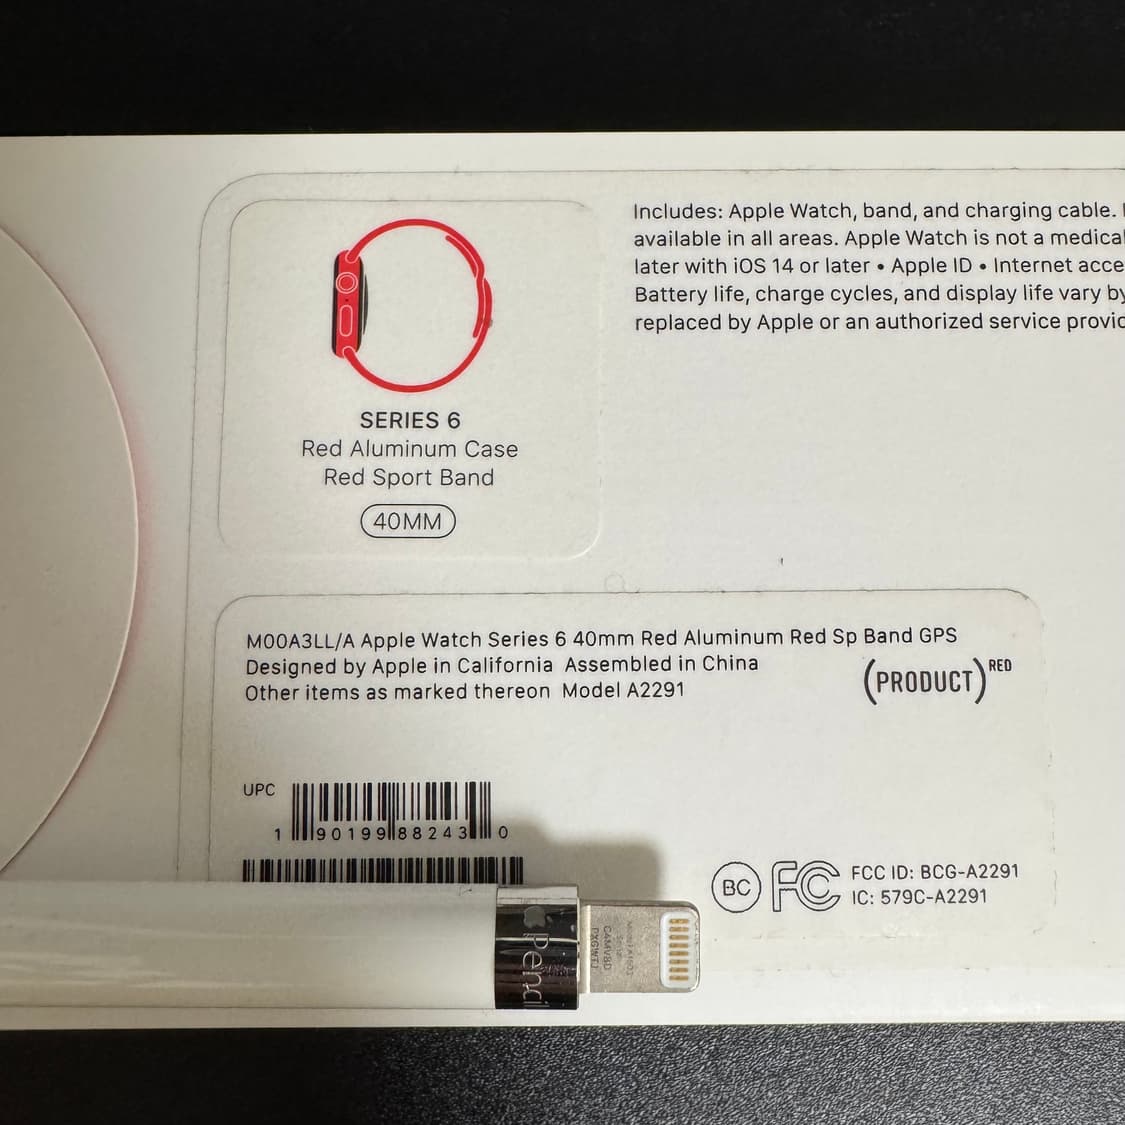 Includes: Apple Watch, band, and charging cable.
available in all areas. Apple Watch is not a medical
later with iOS 14 or later • Apple ID • Internet
Battery life, charge cycles, and display life vary by
replaced by Apple or an authorized service
SERIES 6
Red Aluminum Case
Red Sport Band
40MM
M00A3LL/A Apple Watch Series 6 40mm Red Aluminum Red Sp Band GPS
Designed by Apple in California Assembled in China
Other items as marked thereon Model A2291
(PRODUCT)RED
UPC
1 90199 88243 0
BC FC FCC ID: BCG-A2291
IC: 579C-A2291
Pencil